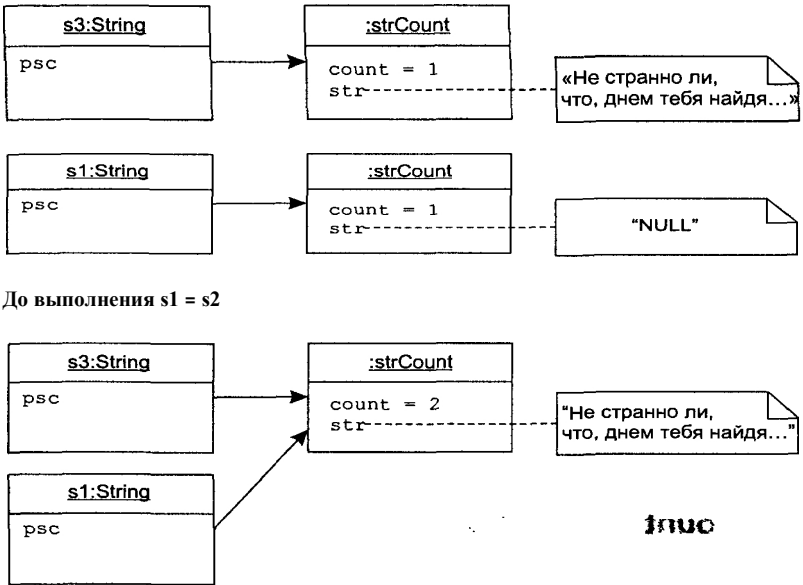 s3:String
:strCount
psc
count = 1
str
«Не странно ли,
что, днем тебя найдя...»
s1:String
:strCount
psc
count = 1
str
“NULL”
До выполнения s1 = s2
s3:String
:strCount
psc
count = 2
str
“Не странно ли,
что, днем тебя найдя...”
s1:String
psc